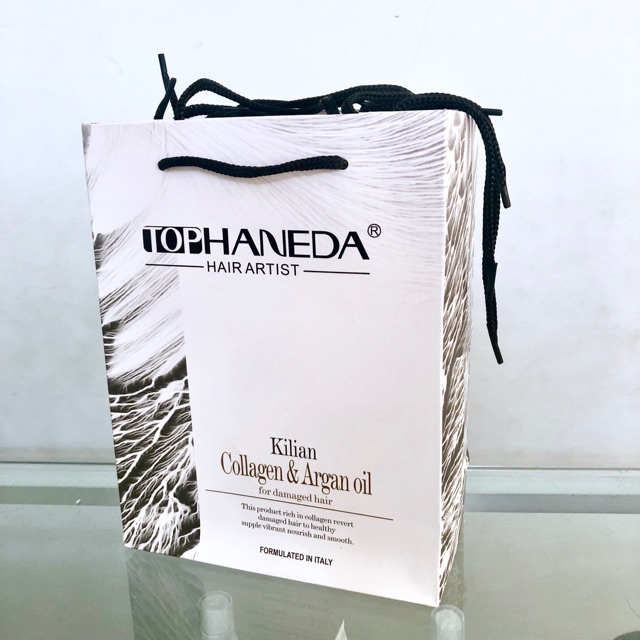 TOPHANEDA®
HAIR ARTIST
Kilian
Collagen & Argan oil
for damaged hair
This product rich in collagen revert
damaged hair to healthy
supple vibrant nourish and smooth.
FORMULATED IN ITALY